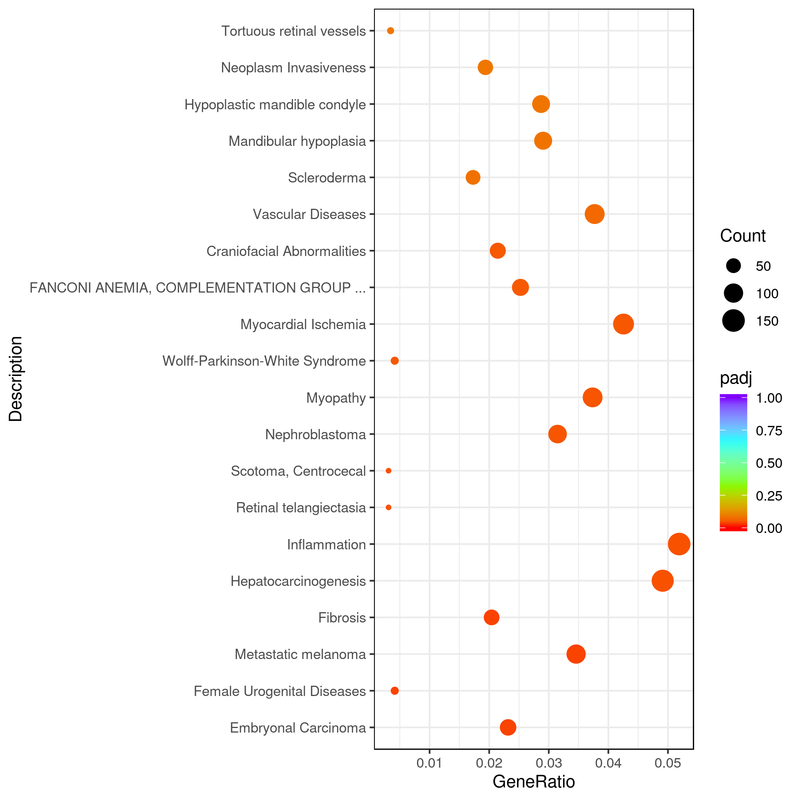 Tortuous retinal vessels
Neoplasm Invasiveness
Hypoplastic mandible condyle
Mandibular hypoplasia
Scleroderma
Vascular Diseases
Craniofacial Abnormalities
FANCONI ANEMIA, COMPLEMENTATION GROUP ...
Myocardial Ischemia
Wolff-Parkinson-White Syndrome
Myopathy
Nephroblastoma
Scotoma, Centrocecal
Retinal telangiectasia
Inflammation
Hepatocarcinogenesis
Fibrosis
Metastatic melanoma
Female Urogenital Diseases
Embryonal Carcinoma
Description
0.01 0.02 0.03 0.04 0.05
GeneRatio
Count
50
100
150
padj
1.00
0.75
0.50
0.25
0.00